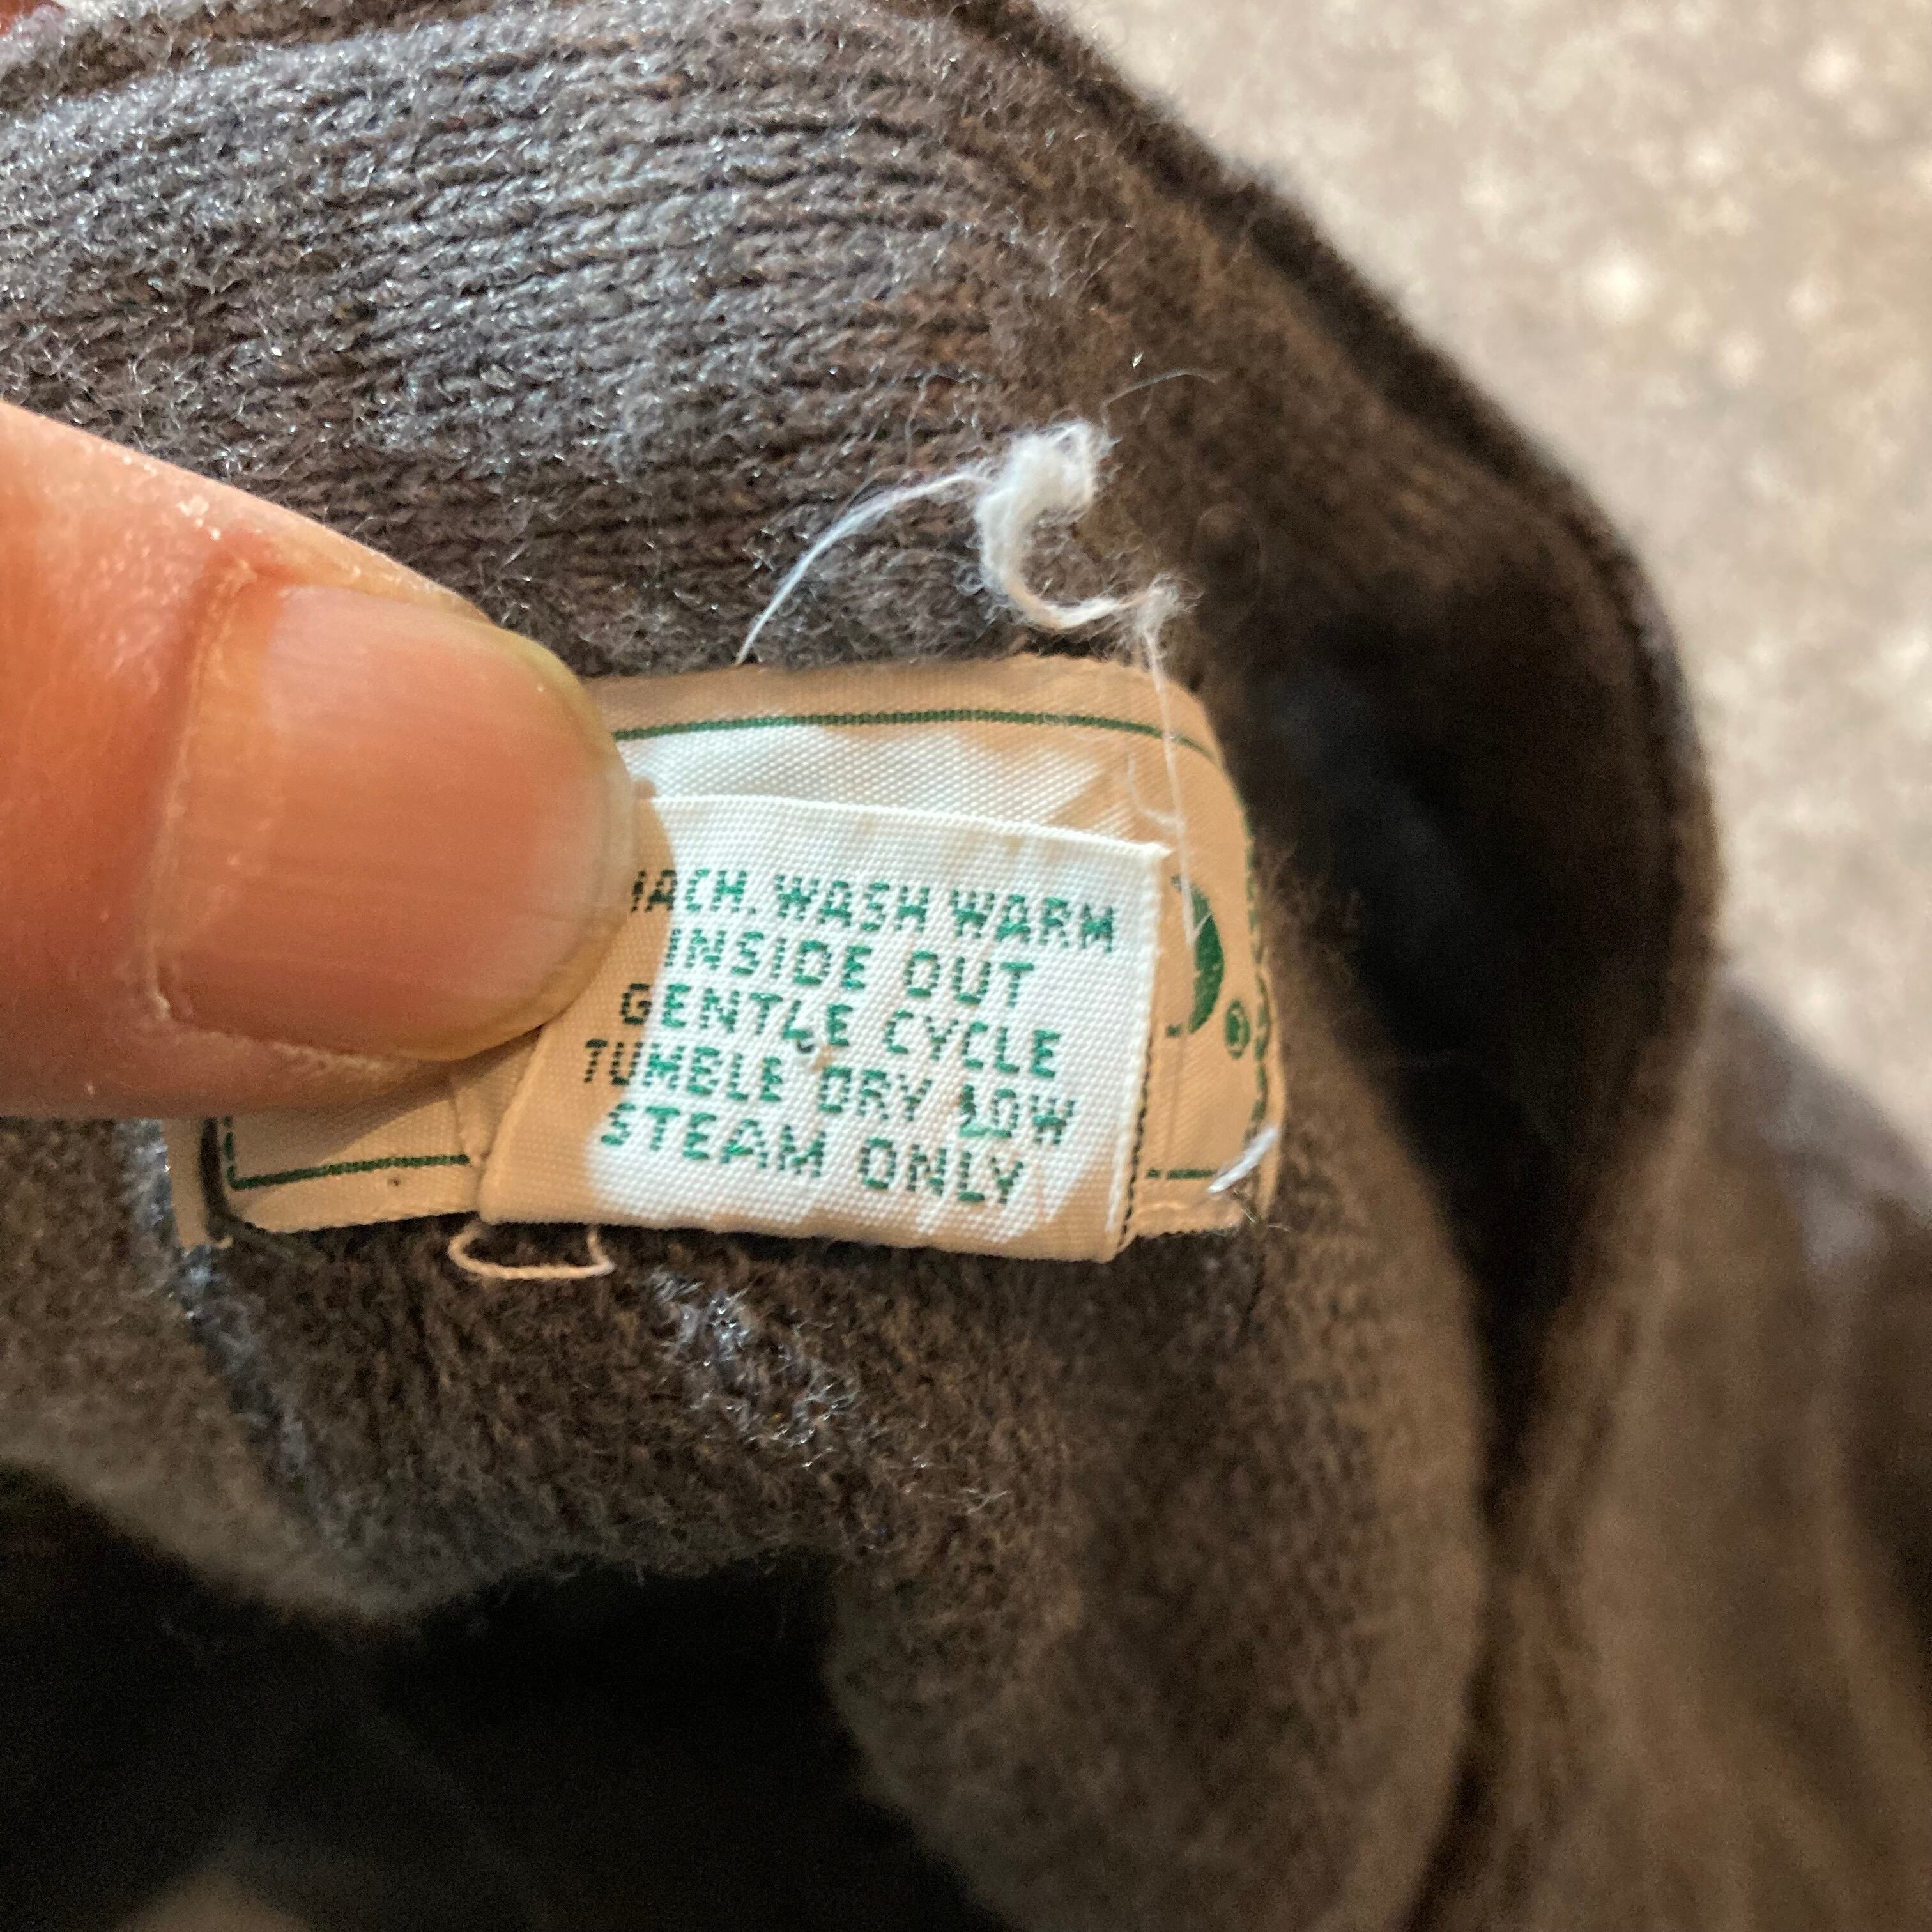 MACH. WASH WARM
INSIDE OUT
GENTLE CYCLE
TUMBLE DRY LOW
STEAM ONLY
®